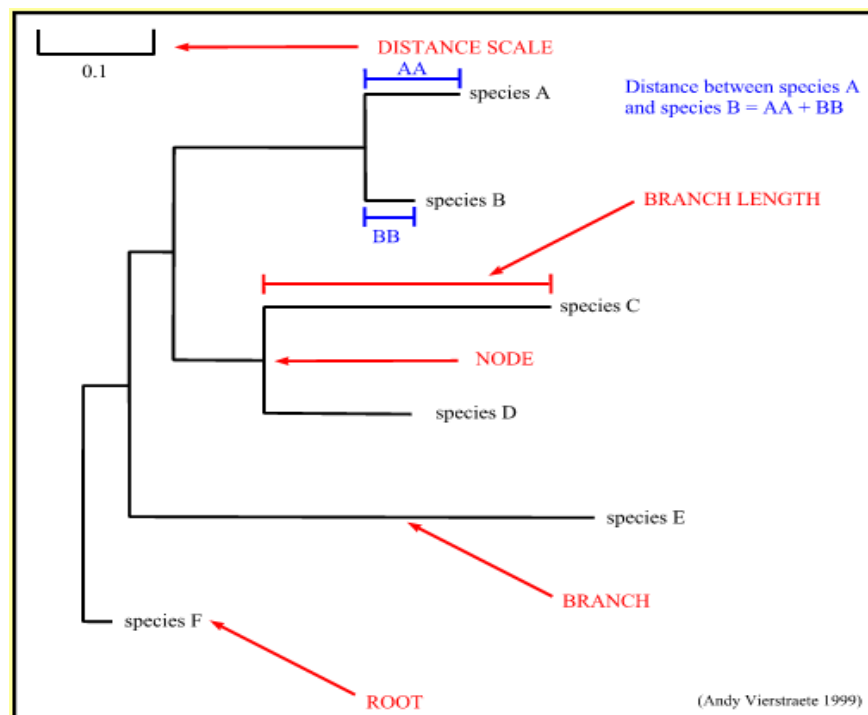 DISTANCE SCALE
0.1
AA
species A
Distance between species A
and species B = AA + BB
species B
BB
BRANCH LENGTH
species C
NODE
species D
species E
BRANCH
species F
ROOT
(Andy Vierstraete 1999)